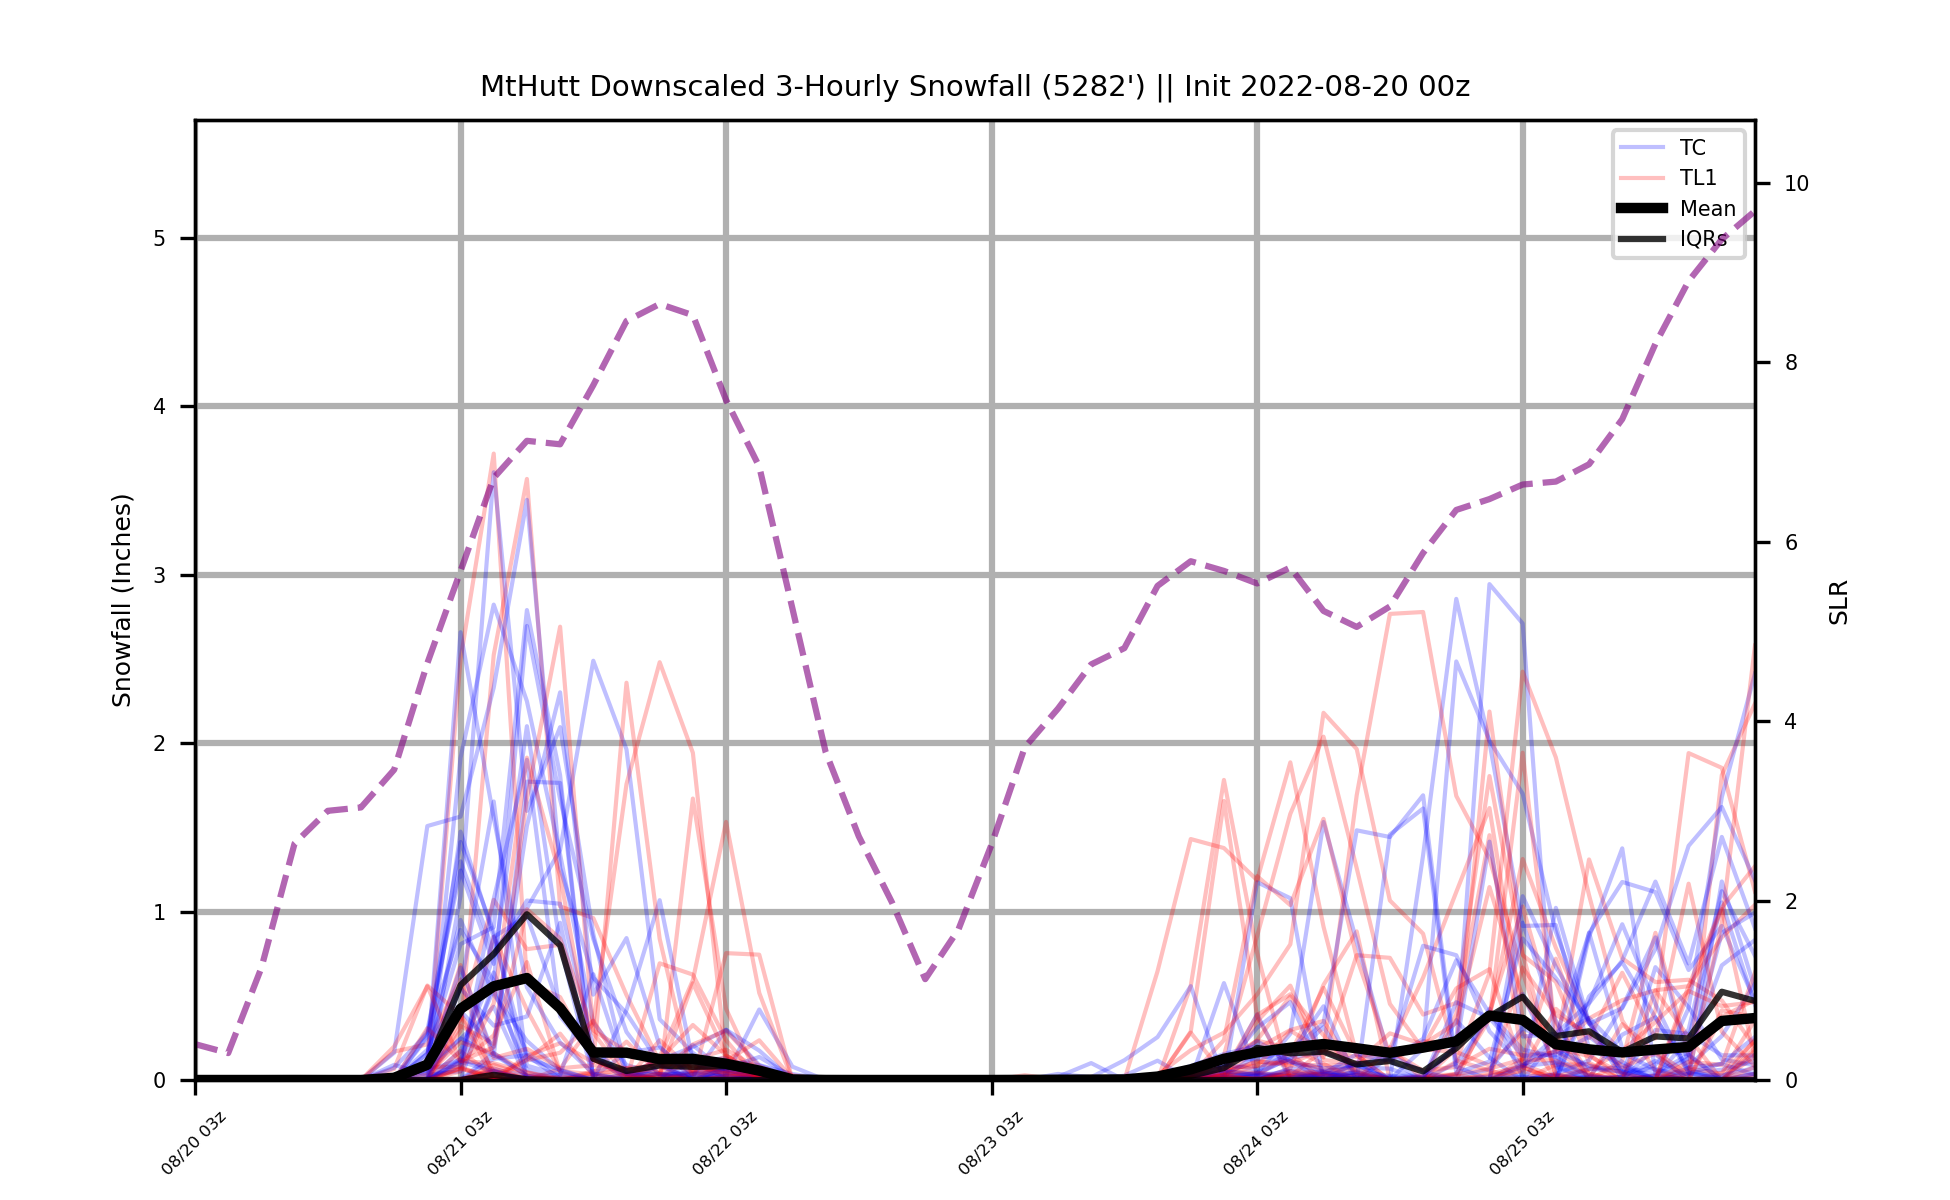 MtHutt Downscaled 3-Hourly Snowfall (5282') || Init 2022-08-20 00z
TC
TL1
Mean
IQRs
Snowfall (Inches)
5
4
3
2
1
0
10
8
6
4
2
0
SLR
08/20 03z
08/21 03z
08/22 03z
08/23 03z
08/24 03z
08/25 03z